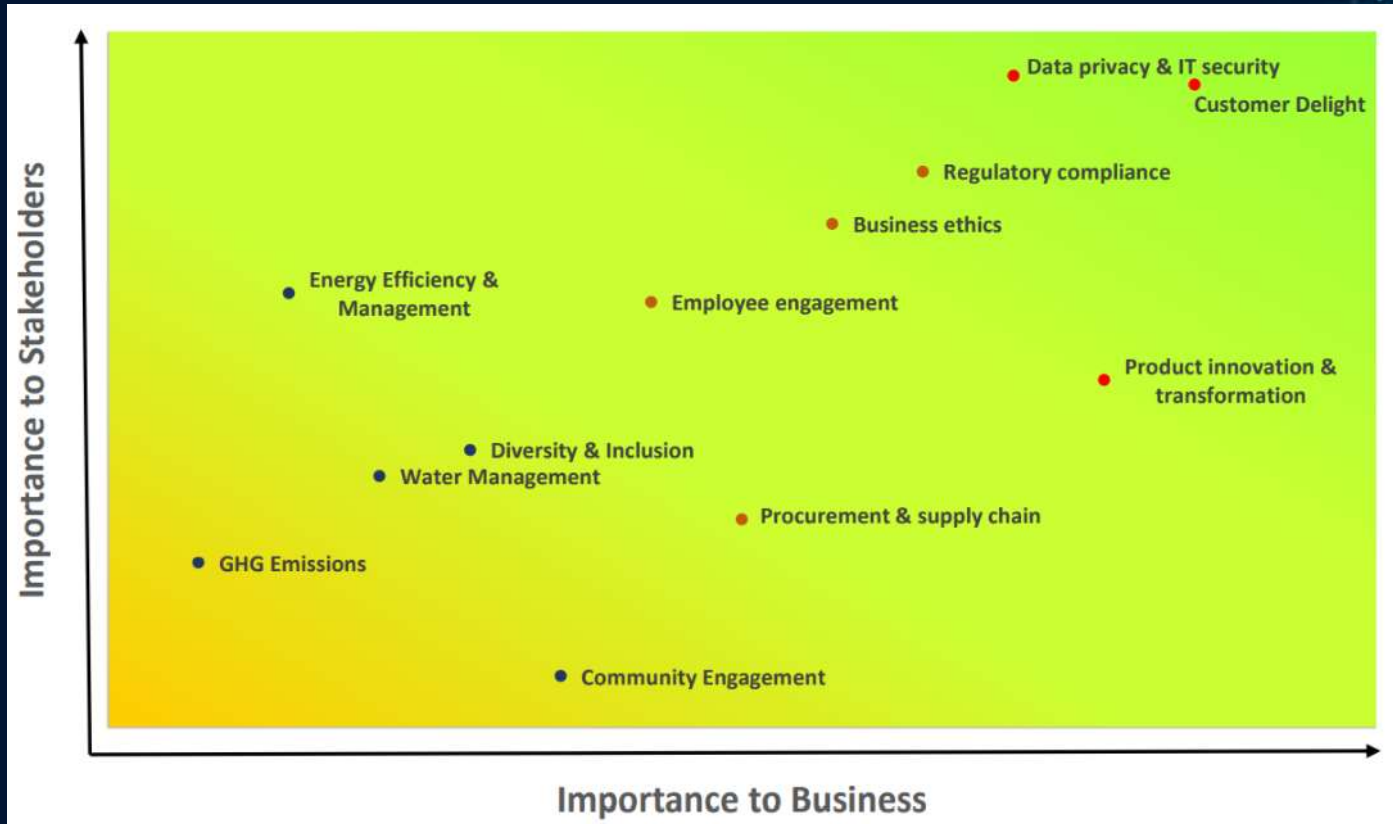 Data privacy & IT security
Customer Delight
Regulatory compliance
Business ethics
Energy Efficiency &
Management
Employee engagement
Product innovation &
transformation
Diversity & Inclusion
Water Management
Procurement & supply chain
GHG Emissions
Community Engagement
Importance to Stakeholders
Importance to Business